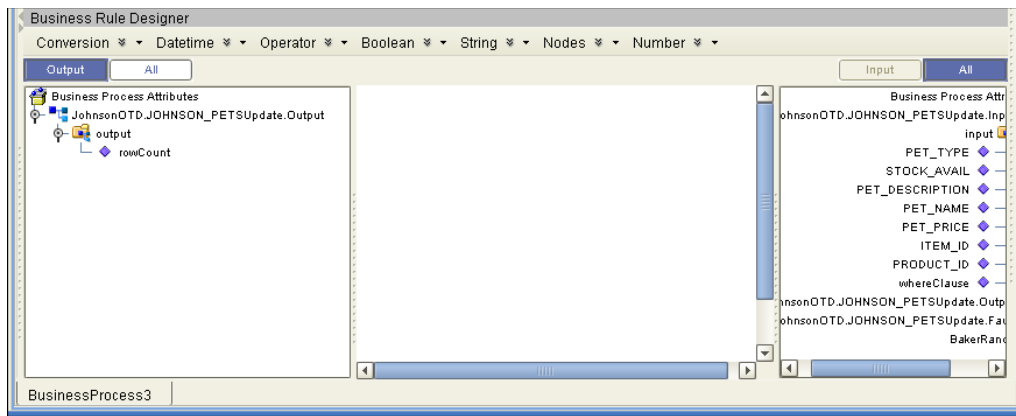 Business Rule Designer
Conversion Datetime Operator Boolean String Nodes Number
Output All
Input All
Business Process Attributes
JohnsonOTD.JOHNSON_PETSUpdate.Output
output
rowCount
Business Process Attr
ohnsonOTD.JOHNSON_PETSUpdate.Inp
input
PET_TYPE
STOCK_AVAIL
PET_DESCRIPTION
PET_NAME
PET_PRICE
ITEM_ID
PRODUCT_ID
whereClause
hnsonOTD.JOHNSON_PETSUpdate.Outp
ohnsonOTD.JOHNSON_PETSUpdate.Fau
BakerRand
BusinessProcess3